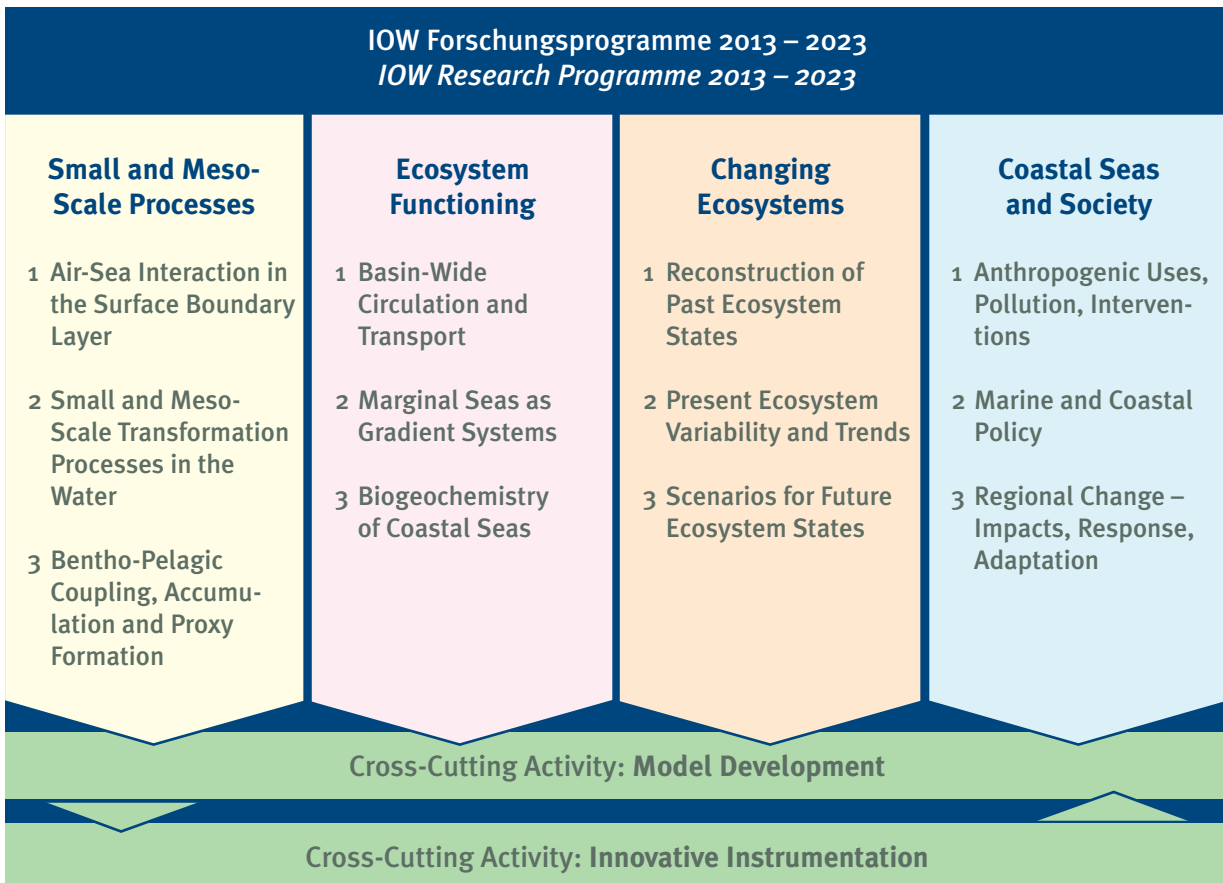 IOW Forschungsprogramme 2013 – 2023
IOW Research Programme 2013 – 2023
Small and Meso-
Scale Processes
1 Air-Sea Interaction in
the Surface Boundary
Layer
2 Small and Meso-
Scale Transformation
Processes in the
Water
3 Bentho-Pelagic
Coupling, Accumu-
lation and Proxy
Formation
Ecosystem
Functioning
1 Basin-Wide
Circulation and
Transport
2 Marginal Seas as
Gradient Systems
3 Biogeochemistry
of Coastal Seas
Changing
Ecosystems
1 Reconstruction of
Past Ecosystem
States
2 Present Ecosystem
Variability and Trends
3 Scenarios for Future
Ecosystem States
Coastal Seas
and Society
1 Anthropogenic Uses,
Pollution, Interven-
tions
2 Marine and Coastal
Policy
3 Regional Change –
Impacts, Response,
Adaptation
Cross-Cutting Activity: Model Development
Cross-Cutting Activity: Innovative Instrumentation